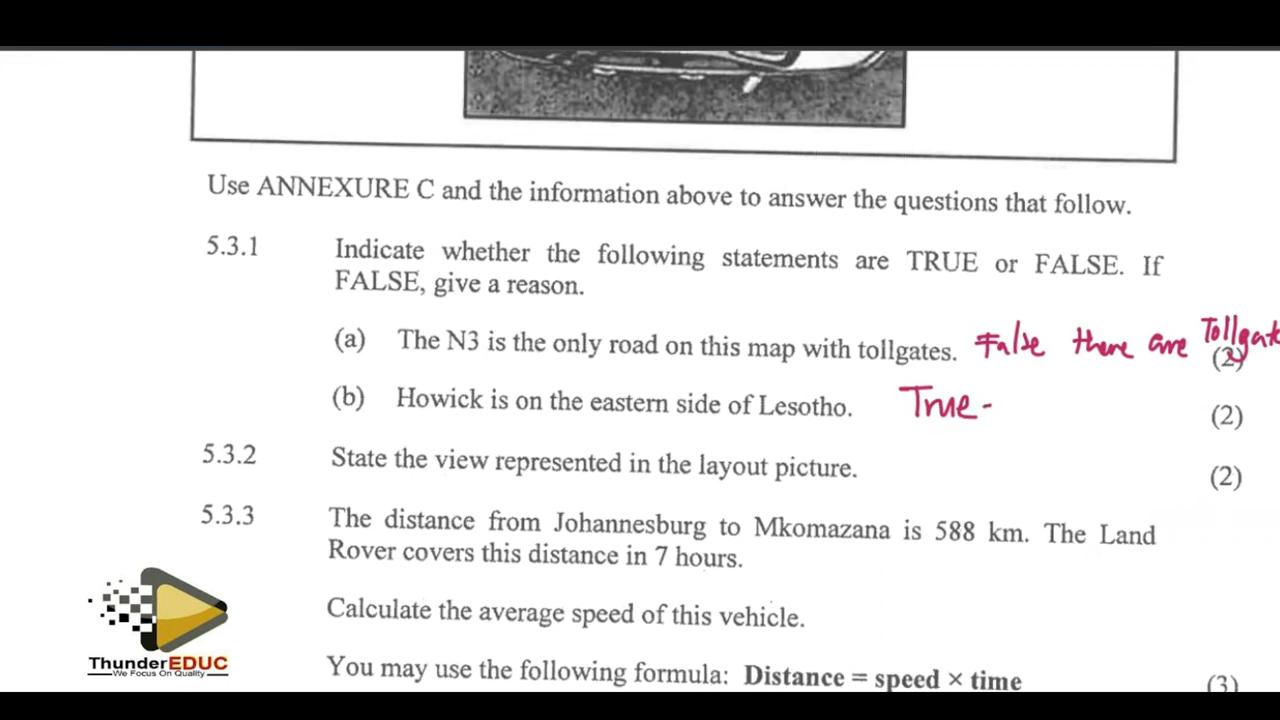 Use ANNEXURE C and the information above to answer the questions that follow.
5.3.1 Indicate whether the following statements are TRUE or FALSE. If
FALSE, give a reason.
(a) The N3 is the only road on this map with tollgates. False there are Tollgate
(2)
(b) Howick is on the eastern side of Lesotho. True- (2)
5.3.2 State the view represented in the layout picture. (2)
5.3.3 The distance from Johannesburg to Mkomazana is 588 km. The Land
Rover covers this distance in 7 hours.
Calculate the average speed of this vehicle.
You may use the following formula: Distance = speed × time (3)
ThunderEDUC
We Focus On Quality